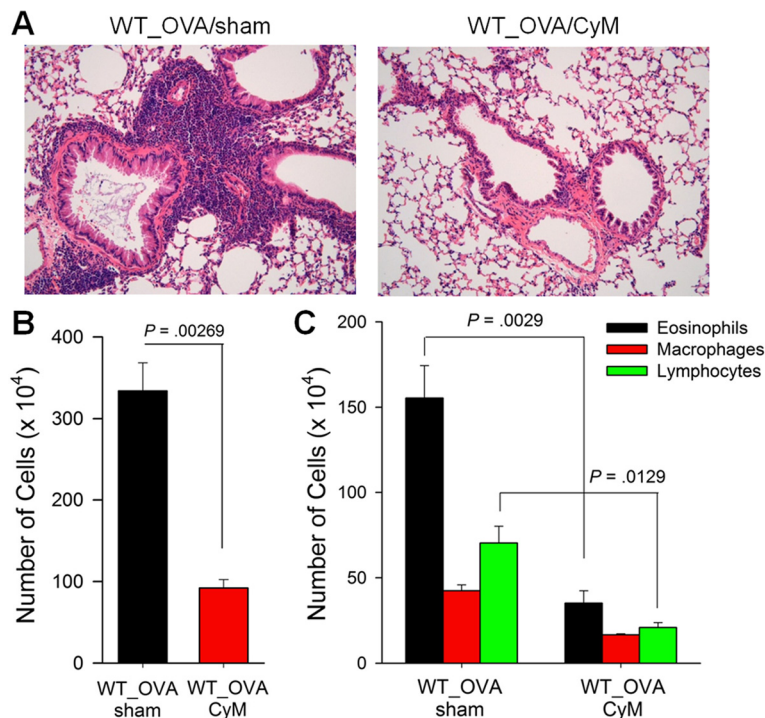 A
WT_OVA/sham
WT_OVA/CyM
B
Number of Cells (x 10⁴)
400
300
200
100
0
P = .00269
WT_OVA
sham
WT_OVA
CyM
C
Number of Cells (x 10⁴)
200
150
100
50
0
P = .0029
P = .0129
Eosinophils
Macrophages
Lymphocytes
WT_OVA
sham
WT_OVA
CyM